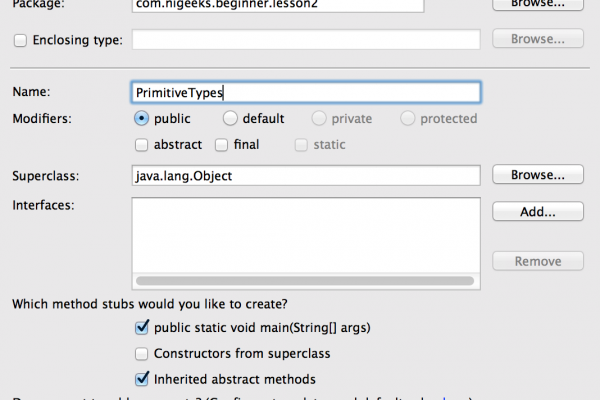 Package: com.nigeeks.beginner.lesson2 Browse...
Enclosing type: Browse...
Name: PrimitiveTypes
Modifiers: public default private protected
abstract final static
Superclass: java.lang.Object Browse...
Interfaces: Add...
Remove
Which method stubs would you like to create?
public static void main(String[] args)
Constructors from superclass
Inherited abstract methods